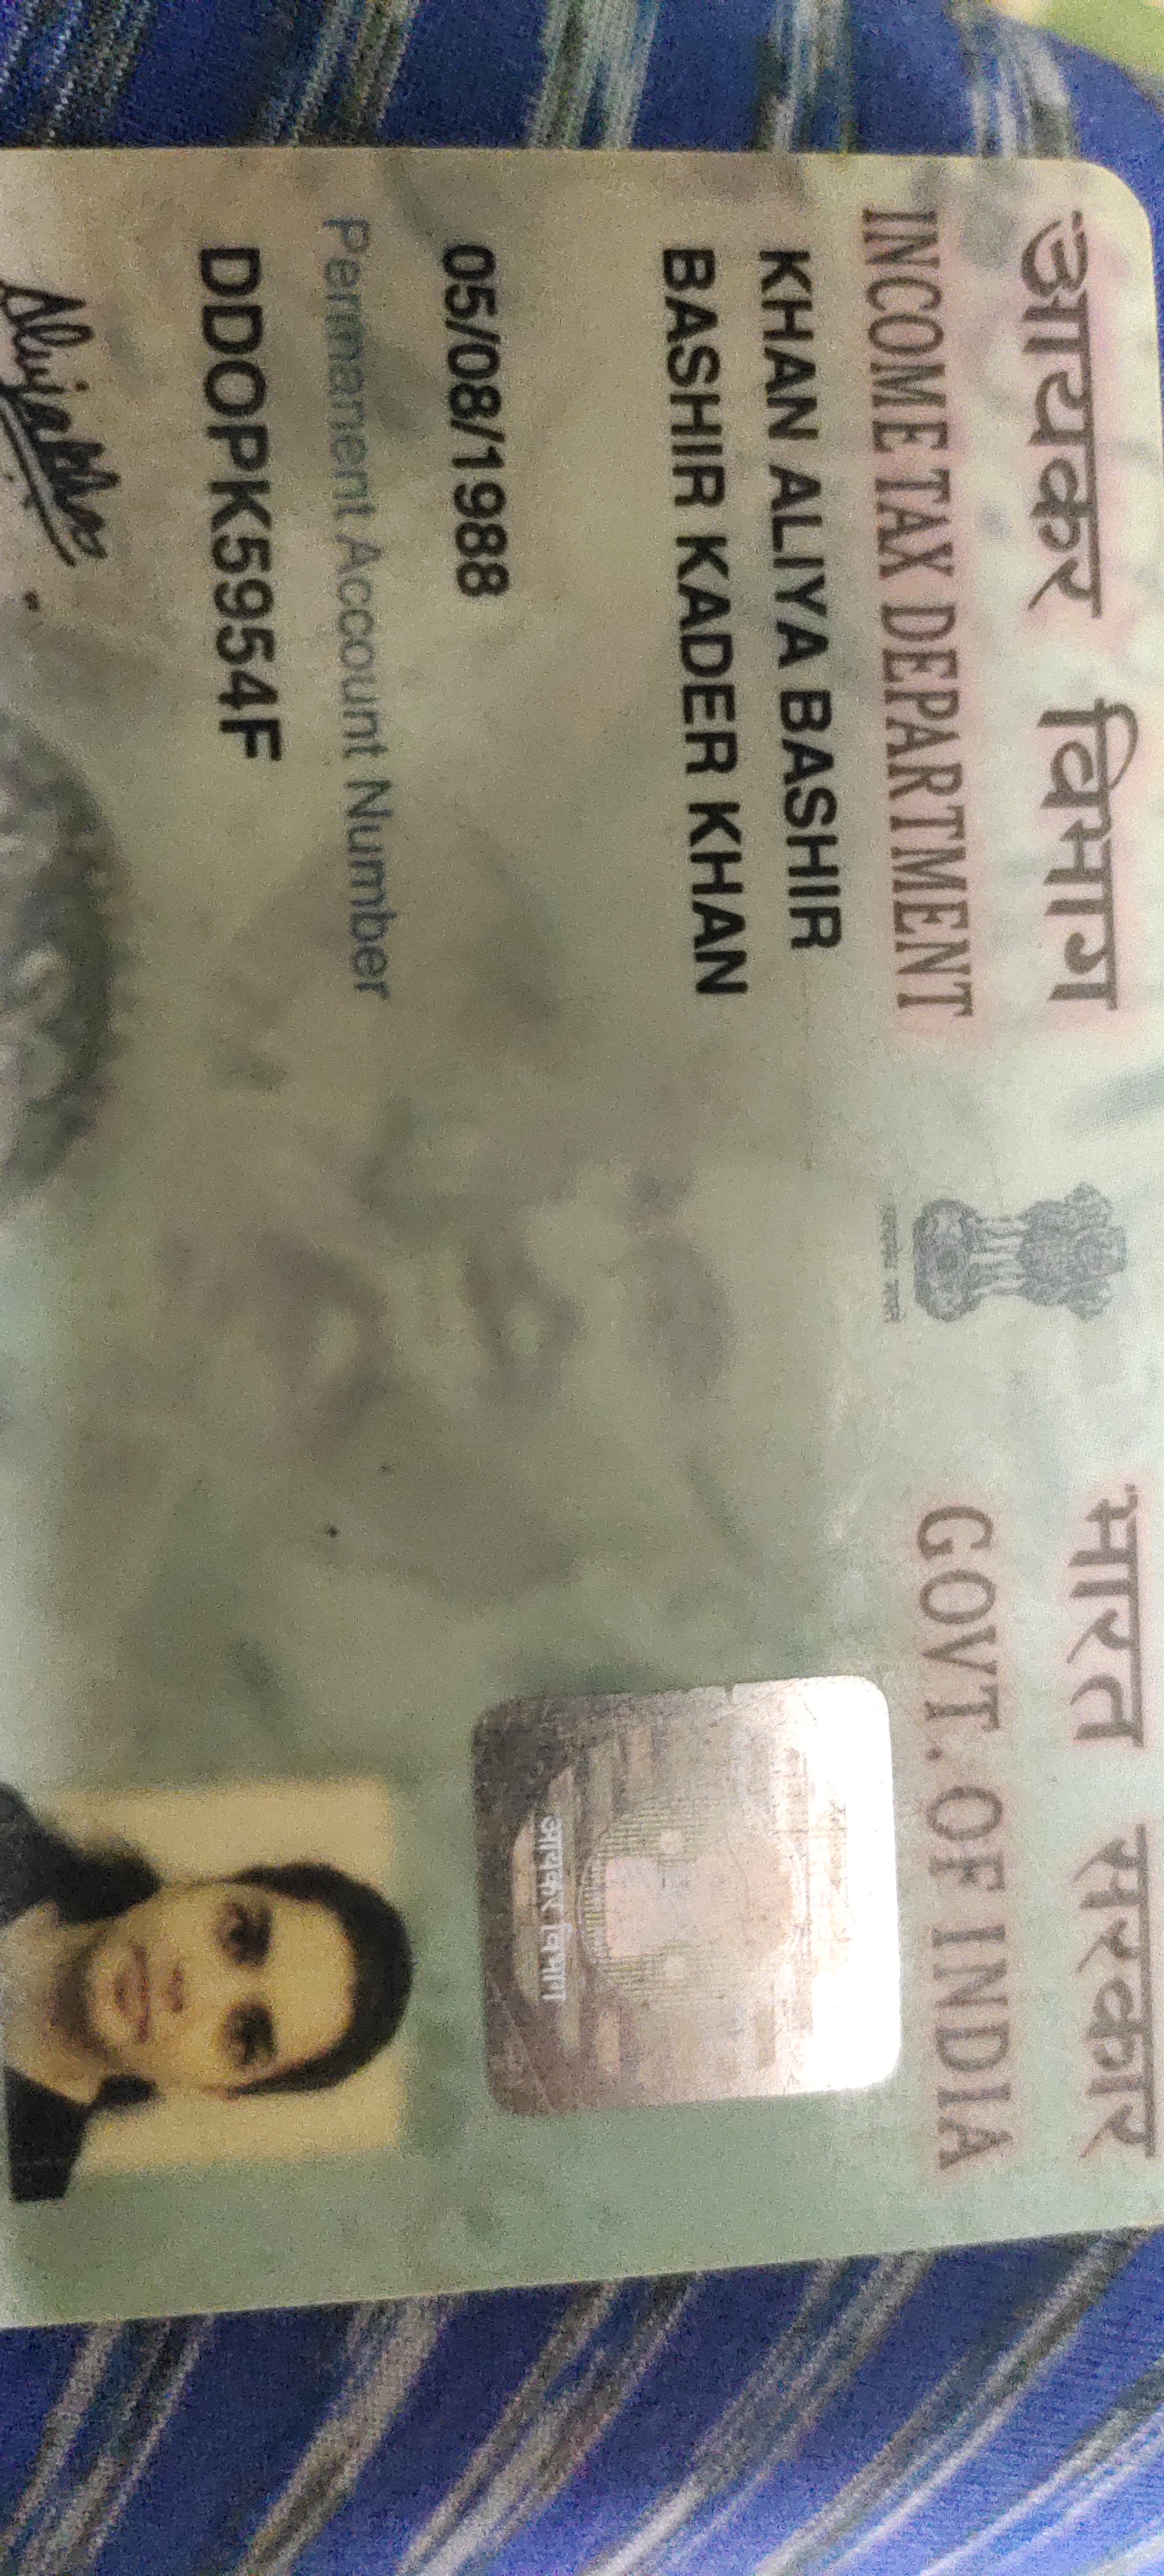 आयकर विभाग
INCOME TAX DEPARTMENT
भारत सरकार
GOVT. OF INDIA
KHAN ALIYA BASHIR
BASHIR KADER KHAN
05/08/1988
Permanent Account Number
DDOPK5954F
आयकर विभाग